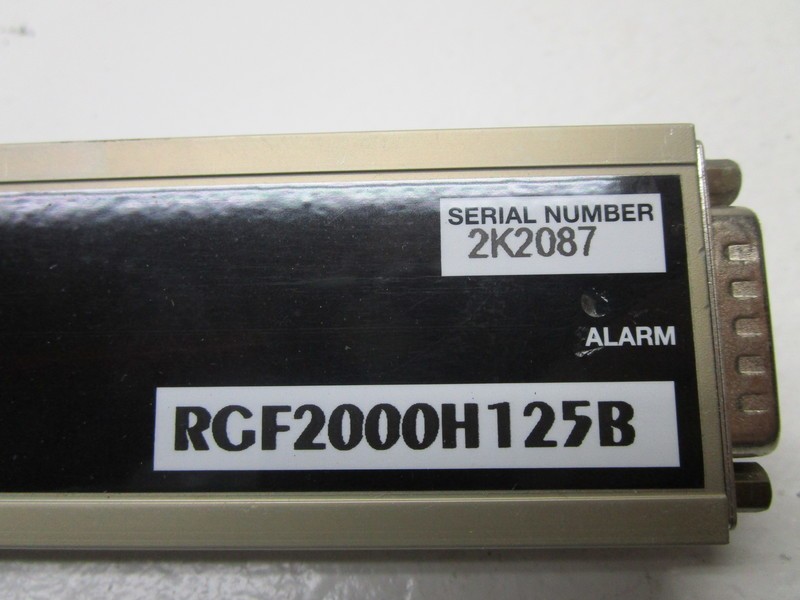 SERIAL NUMBER
2K2087
ALARM
RGF2000H125B